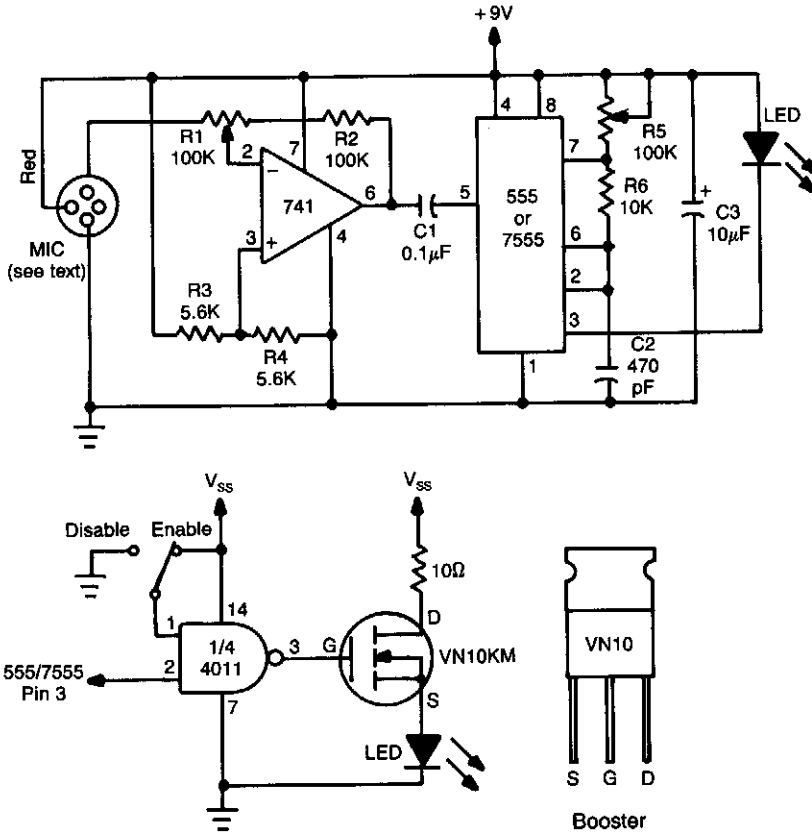 +9V
Red
MIC
(see text)
R1
100K
R2
100K
2
−
7
741
6
3
+
4
R3
5.6K
R4
5.6K
C1
0.1µF
5
4
8
555
or
7555
7
6
2
3
1
R5
100K
R6
10K
C2
470
pF
+
C3
10µF
LED
Disable
Enable
VSS
1
14
1/4
4011
2
3
7
555/7555
Pin 3
VSS
10Ω
D
G
VN10KM
S
LED
VN10
S G D
Booster